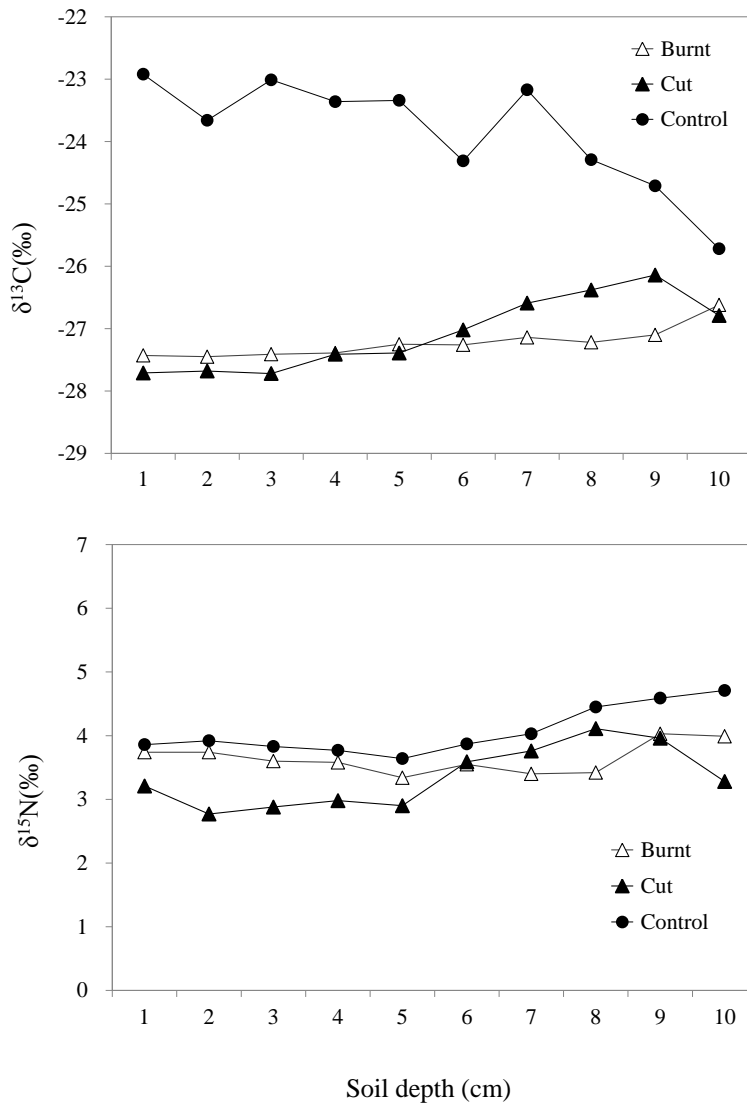 -22
-23
-24
-25
-26
-27
-28
-29
δ¹³C(‰)
Burnt
Cut
Control
1 2 3 4 5 6 7 8 9 10
7
6
5
4
3
2
1
0
δ¹⁵N(‰)
Burnt
Cut
Control
1 2 3 4 5 6 7 8 9 10
Soil depth (cm)